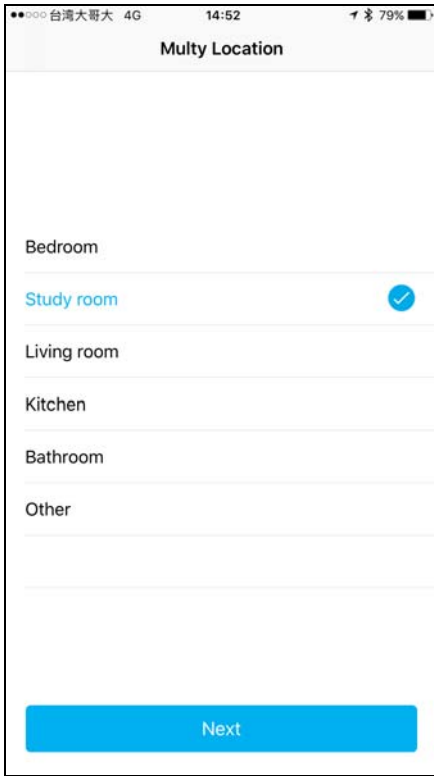 台湾大哥大 4G 14:52 79%
Multy Location
Bedroom
Study room
Living room
Kitchen
Bathroom
Other
Next